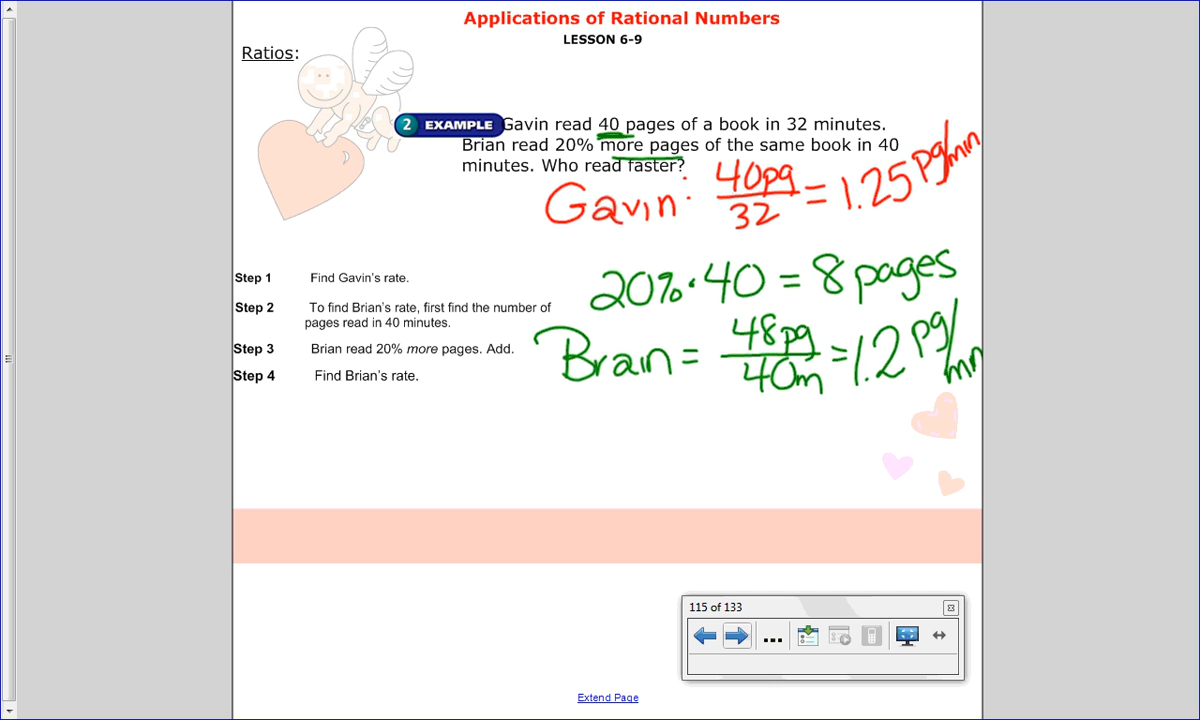 Applications of Rational Numbers
LESSON 6-9
Ratios:
2 EXAMPLE Gavin read 40 pages of a book in 32 minutes.
Brian read 20% more pages of the same book in 40
minutes. Who read faster?
Gavin: 40pg/32 = 1.25 pg/mn
20% · 40 = 8 pages
Brain = 48pg/40m = 1.2 pg/mn
Step 1 Find Gavin's rate.
Step 2 To find Brian's rate, first find the number of
pages read in 40 minutes.
Step 3 Brian read 20% more pages. Add.
Step 4 Find Brian's rate.
115 of 133
...
Extend Page